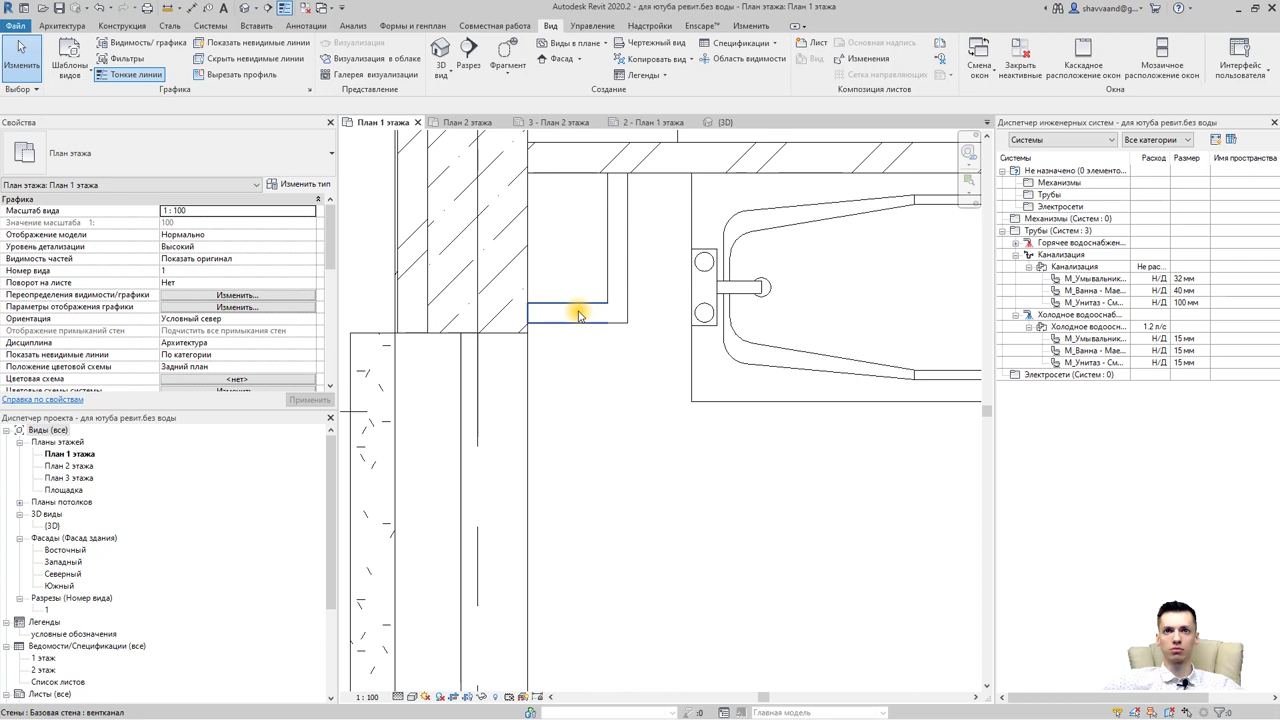 Autodesk Revit 2020.2 - для ютуба ревит.без воды - План этажа: План 1 этажа
shavvaand@g...
Файл Архитектура Конструкция Сталь Системы Вставить Аннотации Анализ Формы и генплан Совместная работа Вид Управление Надстройки Enscape™ Изменить
Изменить
Шаблоны видов
Видимость/ графика
Фильтры
Тонкие линии
Показать невидимые линии
Скрыть невидимые линии
Вырезать профиль
Визуализация
Визуализация в облаке
Галерея визуализации
3D вид
Разрез
Фрагмент
Виды в плане
Фасад
Чертежный вид
Копировать вид
Легенды
Спецификации
Область видимости
Лист
Вид
Основная надпись
Изменения
Сетка направляющих
Смена окон
Закрыть неактивные
Каскадное расположение окон
Мозаичное расположение окон
Интерфейс пользователя
Выбор Графика Представление Создание Композиция листов Окна
Свойства
План этажа
План этажа: План 1 этажа
Изменить тип
Графика
Масштаб вида 1 : 100
Значение масштаба 1: 100
Отображение модели Нормально
Уровень детализации Высокий
Видимость частей Показать оригинал
Номер вида 1
Поворот на листе Нет
Переопределения видимости/графики Изменить...
Параметры отображения графики Изменить...
Ориентация Условный север
Отображение примыкания стен Подчистить все примыкания стен
Дисциплина Архитектура
Показать невидимые линии По категории
Положение цветовой схемы Задний план
Цветовая схема <нет>
Справка по свойствам
Применить
Диспетчер проекта - для ютуба ревит.без воды
Виды (все)
Планы этажей
План 1 этажа
План 2 этажа
План 3 этажа
Площадка
Планы потолков
3D виды
{3D}
Фасады (Фасад здания)
Восточный
Западный
Северный
Южный
Разрезы (Номер вида)
1
Легенды
условные обозначения
Ведомости/Спецификации (все)
1 этаж
2 этаж
Список листов
Листы (все)
План 1 этажа
План 2 этажа
3 - План 2 этажа
2 - План 1 этажа
{3D}
Диспетчер инженерных систем - для ютуба ревит.без воды
Системы
Все категории
Системы Расход Размер Имя пространства
Не назначено (0 элементо...
Механизмы
Трубы
Электросети
Механизмы (Систем : 0)
Трубы (Систем : 3)
Горячее водоснабжен...
Канализация
Канализация Не рас...
М_Умывальник... Н/Д 32 мм
М_Ванна - Мае... Н/Д 40 мм
М_Унитаз - См... Н/Д 100 мм
Холодное водоснаб...
Холодное водоосн... 1.2 л/с
М_Умывальник... Н/Д 15 мм
М_Ванна - Мае... Н/Д 15 мм
М_Унитаз - См... Н/Д 15 мм
Электросети (Систем : 0)
1 : 100
Стены : Базовая стена : вентканал
:0
Главная модель
:0